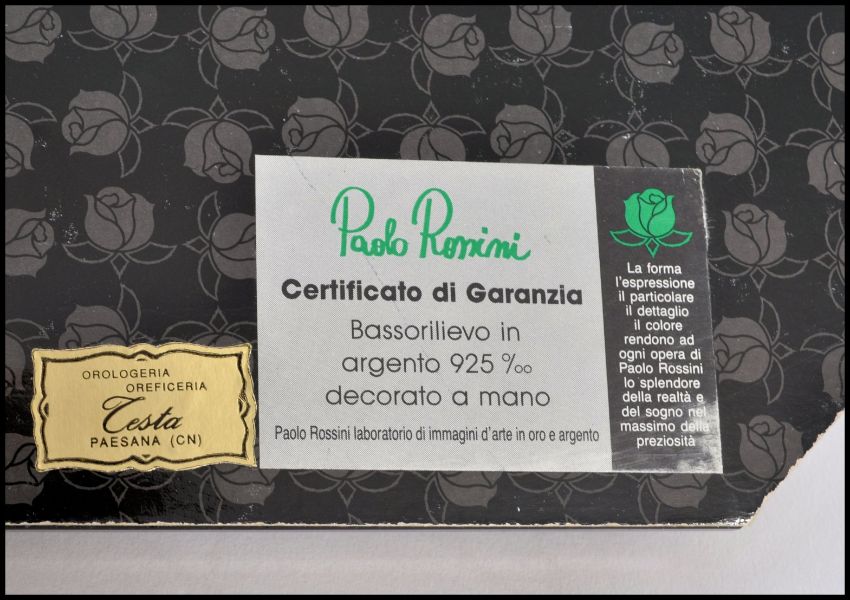 Paolo Rossini
Certificato di Garanzia
Bassorilievo in
argento 925 ‰
decorato a mano
Paolo Rossini laboratorio di immagini d'arte in oro e argento
La forma
l'espressione
il particolare
il dettaglio
il colore
rendono ad
ogni opera di
Paolo Rossini
lo splendore
della realtà e
del sogno nel
massimo della
preziosità
OROLOGERIA
OREFICERIA
Testa
PAESANA (CN)